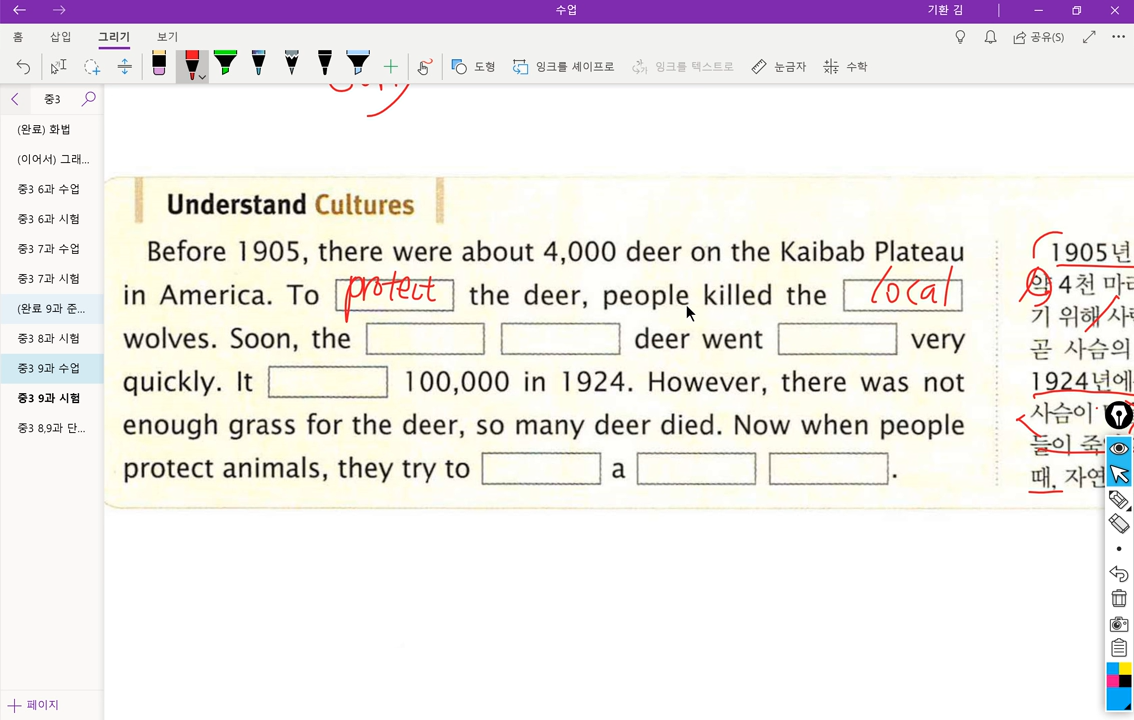 수업
기환 김
홈 삽입 그리기 보기
공유(S)
도형 잉크를 셰이프로 잉크를 텍스트로 눈금자 수학
중3
(완료) 화법
(이어서) 그래...
중3 6과 수업
중3 6과 시험
중3 7과 수업
중3 7과 시험
(완료 9과 준...
중3 8과 시험
중3 9과 수업
중3 9과 시험
중3 8,9과 단...
페이지
Understand Cultures
Before 1905, there were about 4,000 deer on the Kaibab Plateau
in America. To protect the deer, people killed the local
wolves. Soon, the deer went very
quickly. It 100,000 in 1924. However, there was not
enough grass for the deer, so many deer died. Now when people
protect animals, they try to a .
1905년
약 4천 마리
기 위해 사
곧 사슴의
1924년에
사슴이
들이 죽
때, 자연